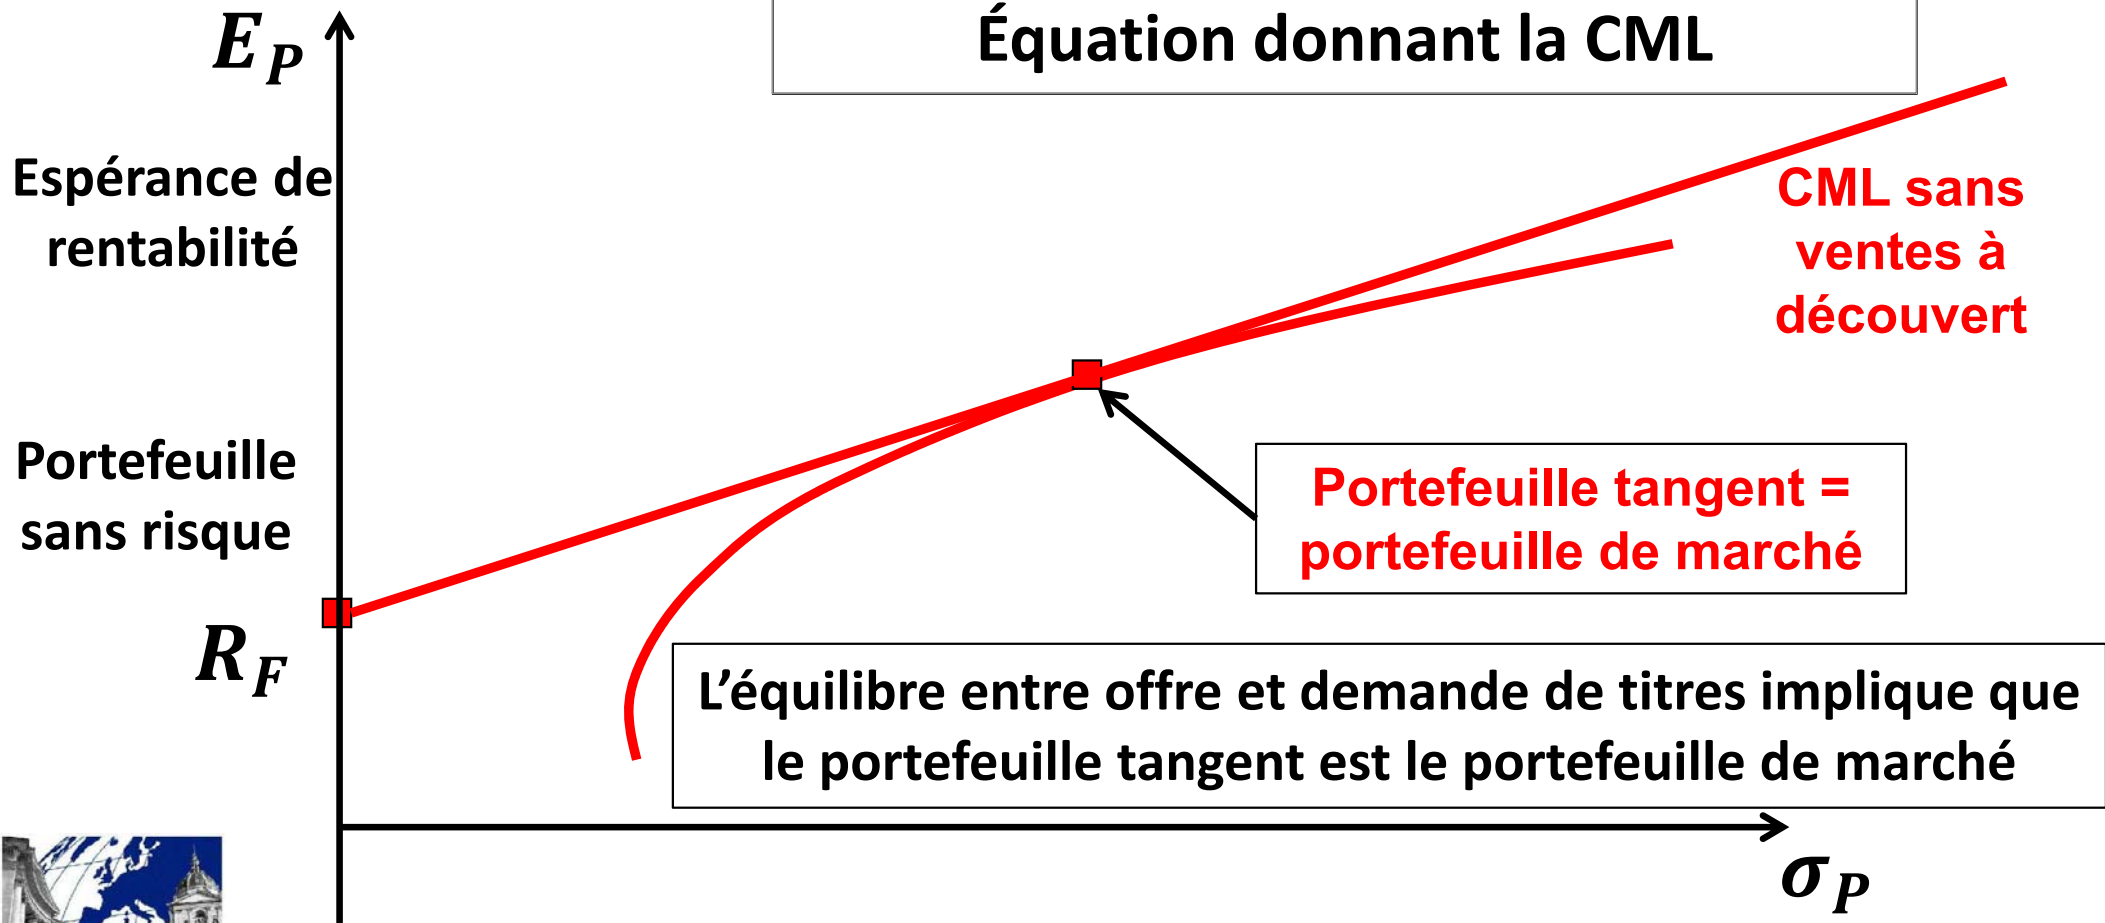 Équation donnant la CML
E_P
Espérance de
rentabilité
CML sans
ventes à
découvert
Portefeuille
sans risque
Portefeuille tangent =
portefeuille de marché
R_F
L’équilibre entre offre et demande de titres implique que
le portefeuille tangent est le portefeuille de marché
σ_P